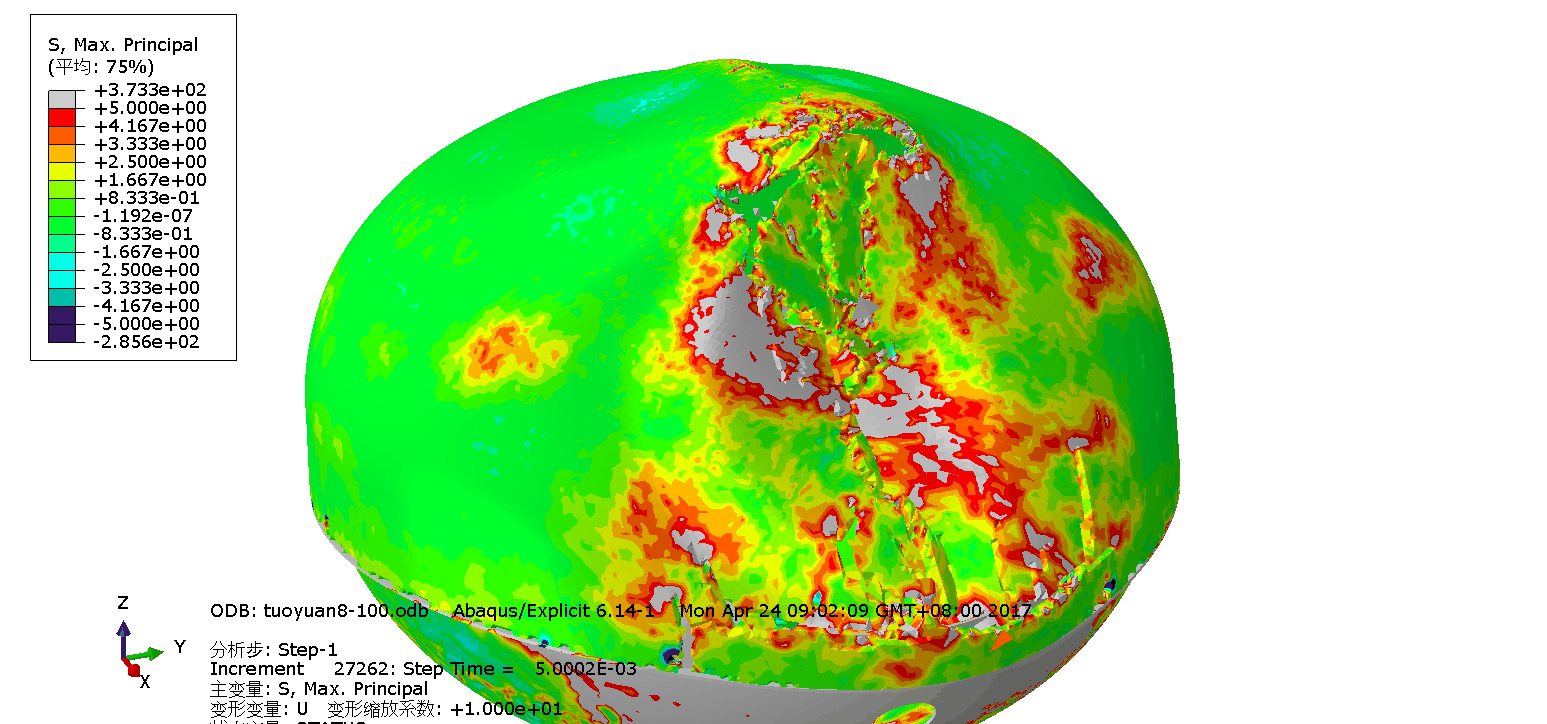 S, Max. Principal
(平均: 75%)
+3.733e+02
+5.000e+00
+4.167e+00
+3.333e+00
+2.500e+00
+1.667e+00
+8.333e-01
-1.192e-07
-8.333e-01
-1.667e+00
-2.500e+00
-3.333e+00
-4.167e+00
-5.000e+00
-2.856e+02
Z
Y
X
ODB: tuoyuan8-100.odb Abaqus/Explicit 6.14-1 Mon Apr 24 09:02:09 GMT+08:00 2017
分析步: Step-1
Increment 27262: Step Time = 5.0002E-03
主变量: S, Max. Principal
变形变量: U 变形缩放系数: +1.000e+01